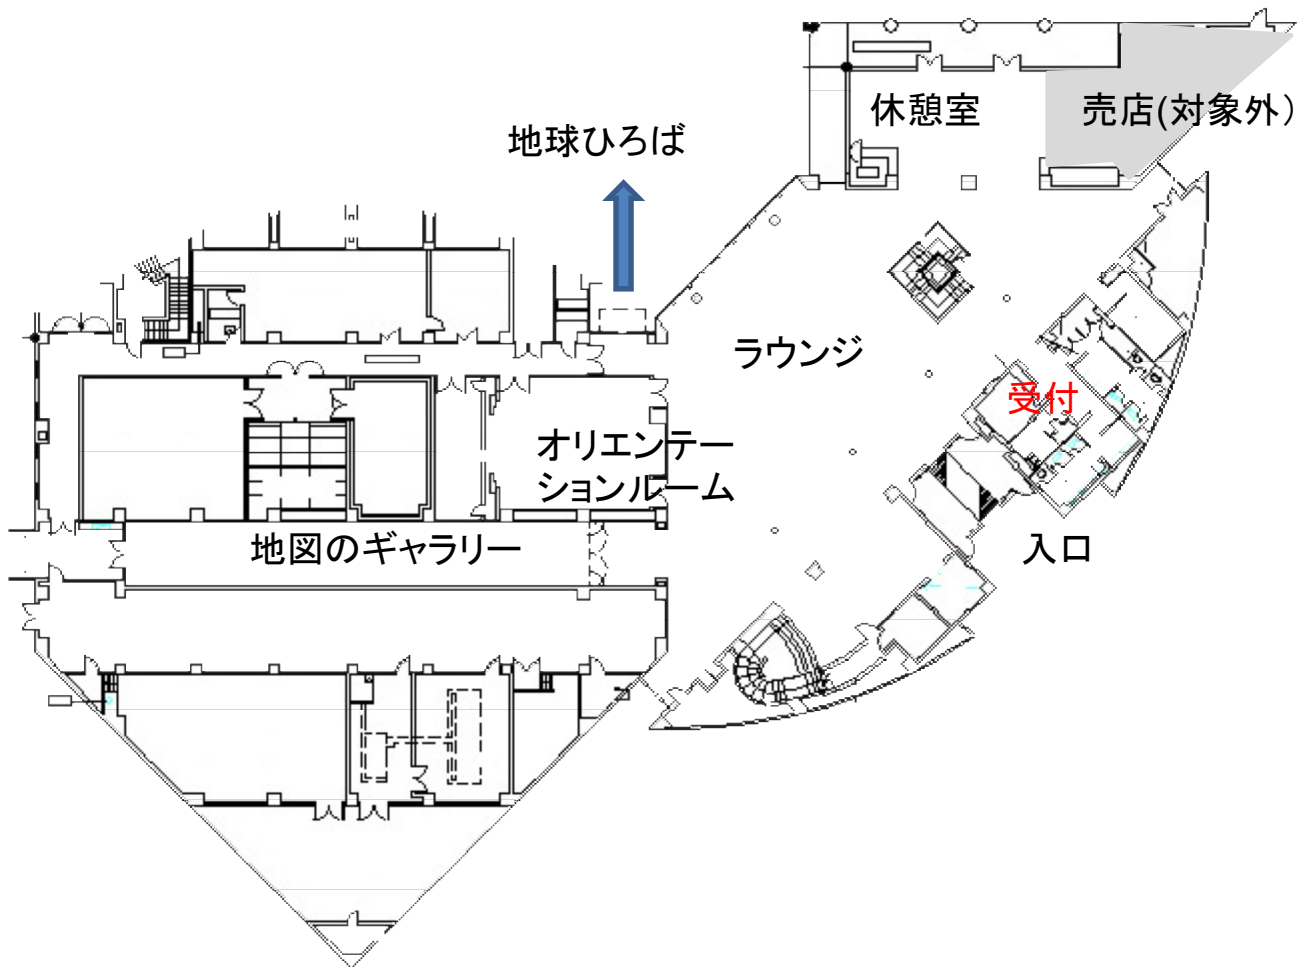 休憩室
売店(対象外）
地球ひろば
ラウンジ
受付
オリエンテー
ションルーム
地図のギャラリー
入口